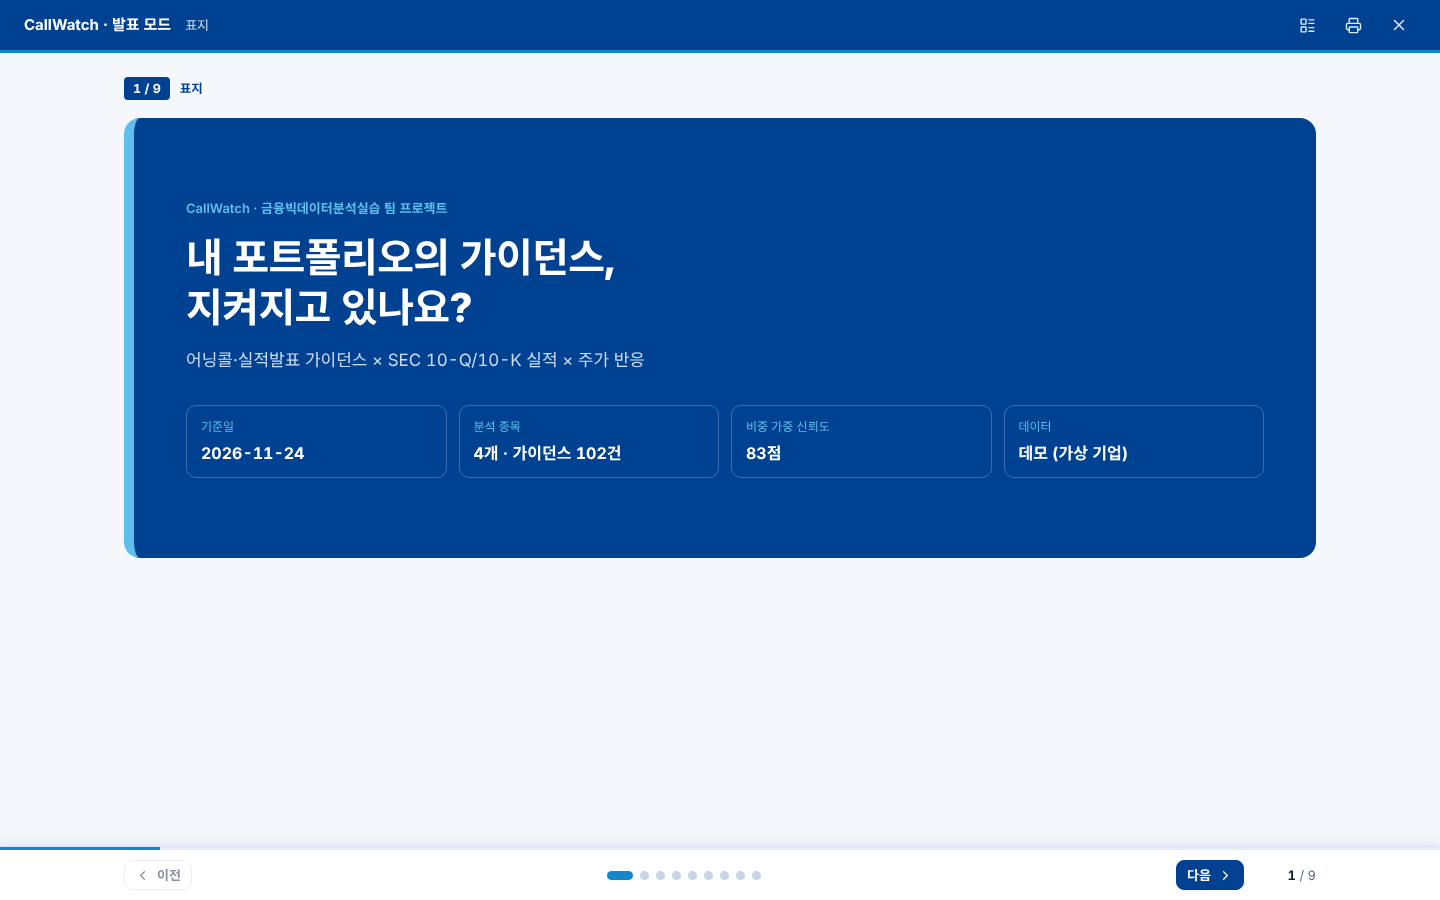 CallWatch · 발표 모드 표지
1 / 9 표지
CallWatch · 금융빅데이터분석실습 팀 프로젝트
내 포트폴리오의 가이던스,
지켜지고 있나요?
어닝콜·실적발표 가이던스 × SEC 10-Q/10-K 실적 × 주가 반응
기준일
2026-11-24
분석 종목
4개 · 가이던스 102건
비중 가중 신뢰도
83점
데이터
데모 (가상 기업)
이전
다음
1 / 9